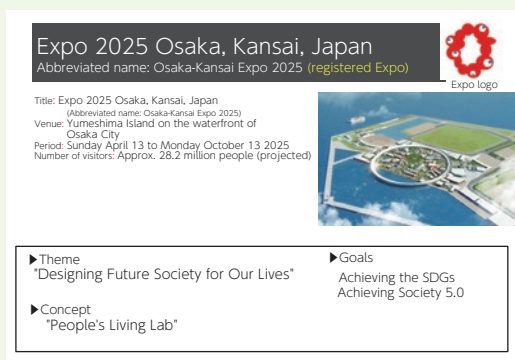 Expo 2025 Osaka, Kansai, Japan
Abbreviated name: Osaka-Kansai Expo 2025 (registered Expo)
Expo logo
Title: Expo 2025 Osaka, Kansai, Japan
(Abbreviated name: Osaka-Kansai Expo 2025)
Venue: Yumeshima Island on the waterfront of
Osaka City
Period: Sunday April 13 to Monday October 13 2025
Number of visitors: Approx. 28.2 million people (projected)
▶Theme
"Designing Future Society for Our Lives"
▶Concept
"People's Living Lab"
▶Goals
Achieving the SDGs
Achieving Society 5.0